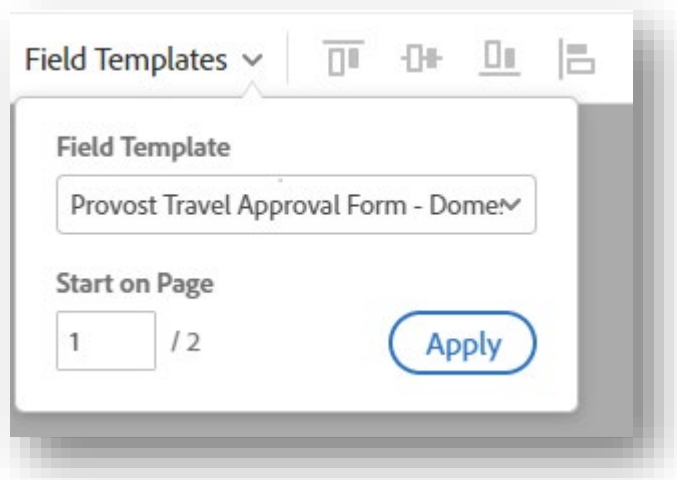 Field Templates
Field Template
Provost Travel Approval Form - Dome
Start on Page
1 / 2
Apply